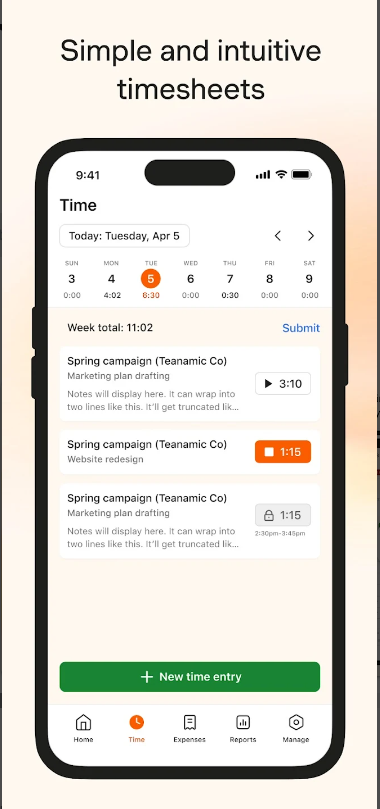 Simple and intuitive
timesheets
9:41
Time
Today: Tuesday, Apr 5
SUN MON TUE WED THU FRI SAT
3 4 5 6 7 8 9
0:00 4:02 8:30 0:00 0:30 0:00 0:00
Week total: 11:02 Submit
Spring campaign (Teanamic Co)
Marketing plan drafting
3:10
Notes will display here. It can wrap into
two lines like this. It'll get truncated lik...
Spring campaign (Teanamic Co)
1:15
Website redesign
Spring campaign (Teanamic Co)
Marketing plan drafting
1:15
Notes will display here. It can wrap into
2:30pm-3:45pm
two lines like this. It'll get truncated lik...
+ New time entry
Home Time Expenses Reports Manage